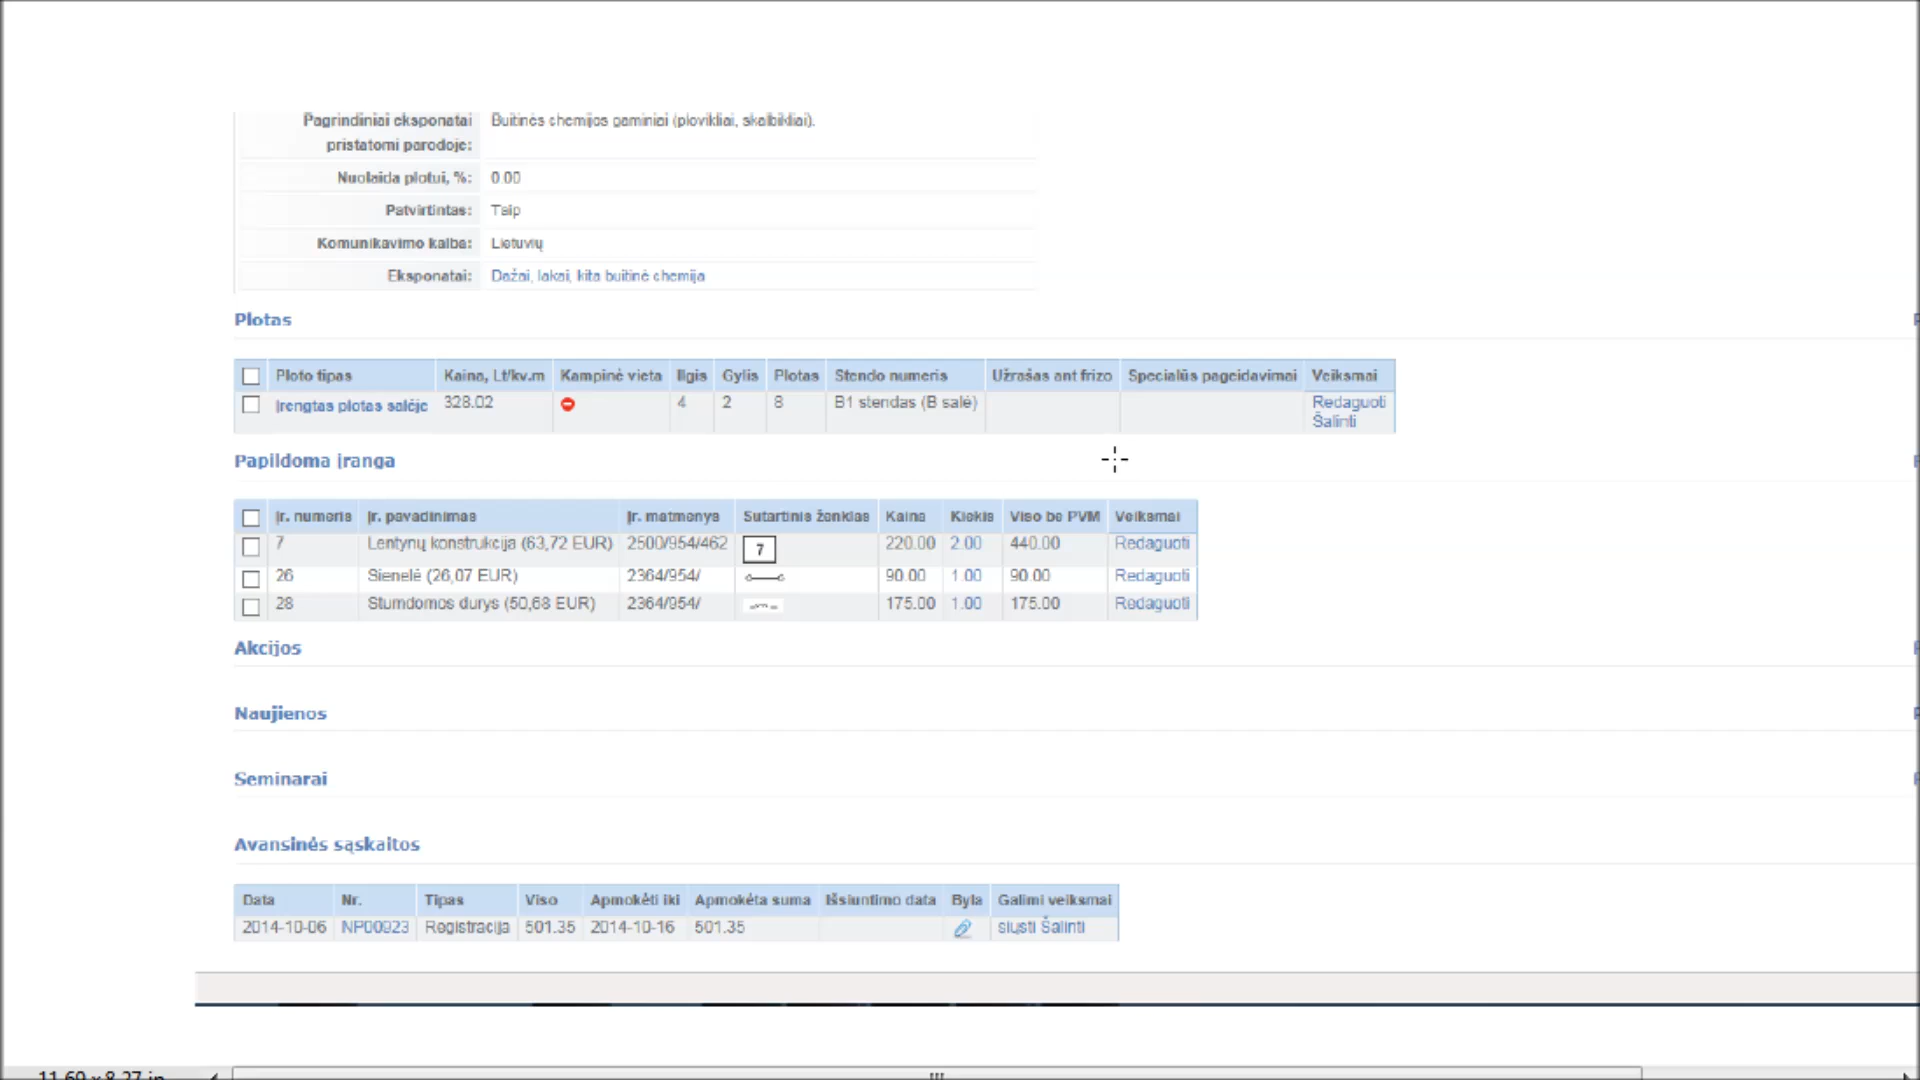 Pagrindiniai eksponatai
pristatomi parodoje:
Buitinės chemijos gaminiai (plovikliai, skalbikliai).
Nuolaida plotui, %: 0.00
Patvirtintas: Taip
Komunikavimo kalba: Lietuvių
Eksponatai: Dažai, lakai, kita buitinė chemija
Plotas
Ploto tipas Kaina, Lt/kv.m Kampinė vieta Ilgis Gylis Plotas Stendo numeris Užrašas ant frizo Specialūs pageidavimai Veiksmai
Įrengtas plotas salėje 328.02 4 2 8 B1 stendas (B salė) Redaguoti
Šalinti
Papildoma įranga
Įr. numeris Įr. pavadinimas Įr. matmenys Sutartinis ženklas Kaina Kiekis Viso be PVM Veiksmai
7 Lentynų konstrukcija (63,72 EUR) 2500/954/462 7 220.00 2.00 440.00 Redaguoti
26 Sienelė (26,07 EUR) 2364/954/ 90.00 1.00 90.00 Redaguoti
28 Stumdomos durys (50,68 EUR) 2364/954/ 175.00 1.00 175.00 Redaguoti
Akcijos
Naujienos
Seminarai
Avansinės sąskaitos
Data Nr. Tipas Viso Apmokėti iki Apmokėta suma Išsiuntimo data Byla Galimi veiksmai
2014-10-06 NP00923 Registracija 501.35 2014-10-16 501.35 siųsti Šalinti
11.69 x 8.27 in